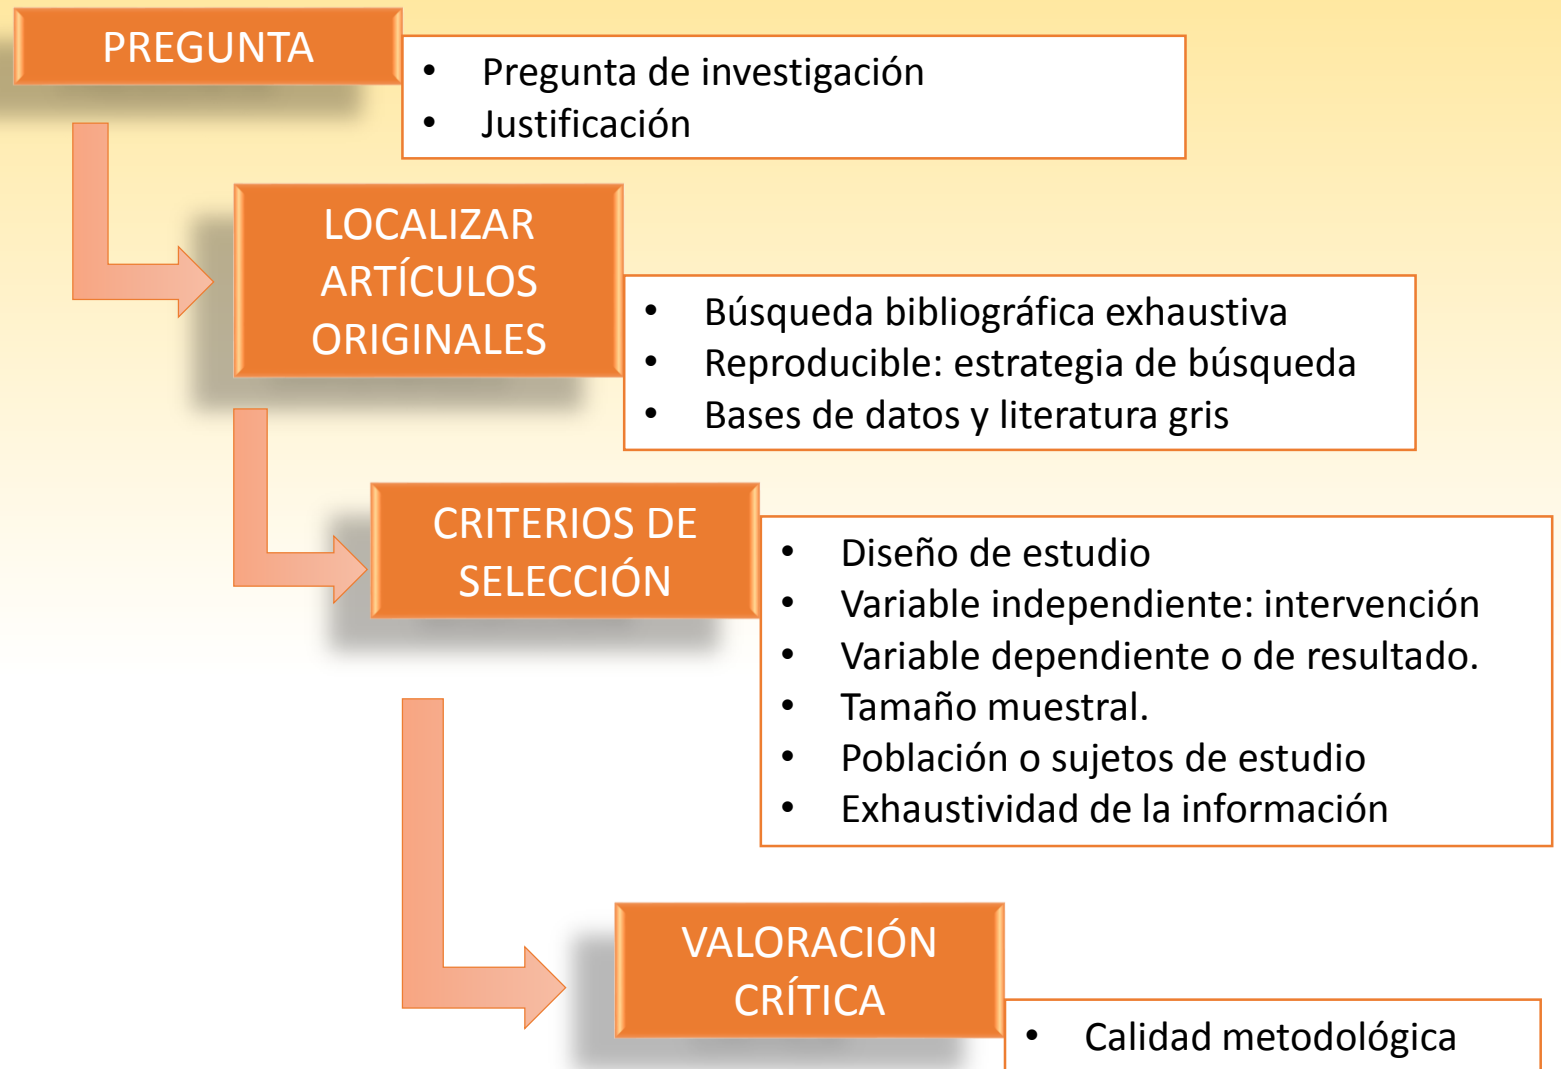 PREGUNTA
• Pregunta de investigación
• Justificación
LOCALIZAR
ARTÍCULOS
ORIGINALES
• Búsqueda bibliográfica exhaustiva
• Reproducible: estrategia de búsqueda
• Bases de datos y literatura gris
CRITERIOS DE
SELECCIÓN
• Diseño de estudio
• Variable independiente: intervención
• Variable dependiente o de resultado.
• Tamaño muestral.
• Población o sujetos de estudio
• Exhaustividad de la información
VALORACIÓN
CRÍTICA
• Calidad metodológica